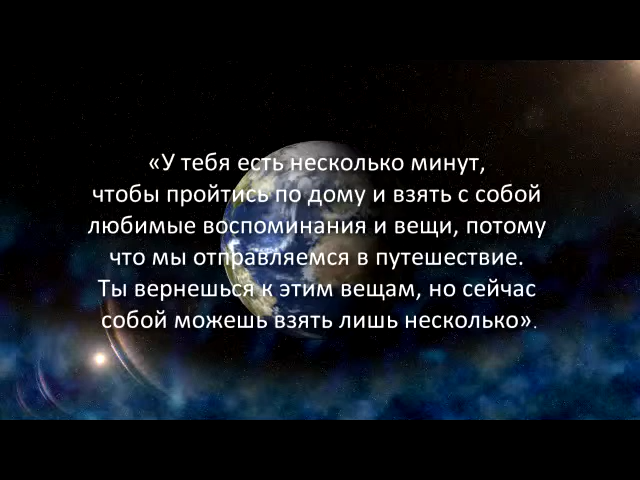 «У тебя есть несколько минут,
чтобы пройтись по дому и взять с собой
любимые воспоминания и вещи, потому
что мы отправляемся в путешествие.
Ты вернешься к этим вещам, но сейчас
собой можешь взять лишь несколько».